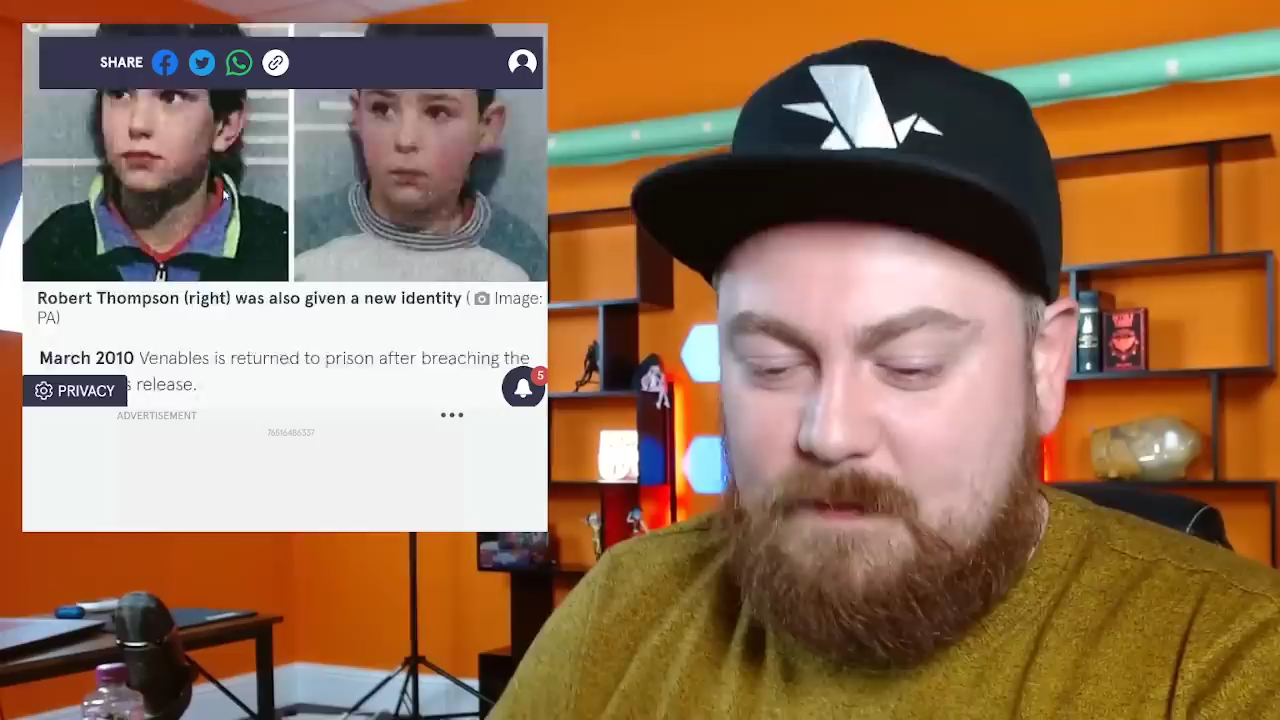 SHARE
Robert Thompson (right) was also given a new identity ( Image:
PA)
March 2010 Venables is returned to prison after breaching the
s release.
PRIVACY
5
ADVERTISEMENT
76516486337